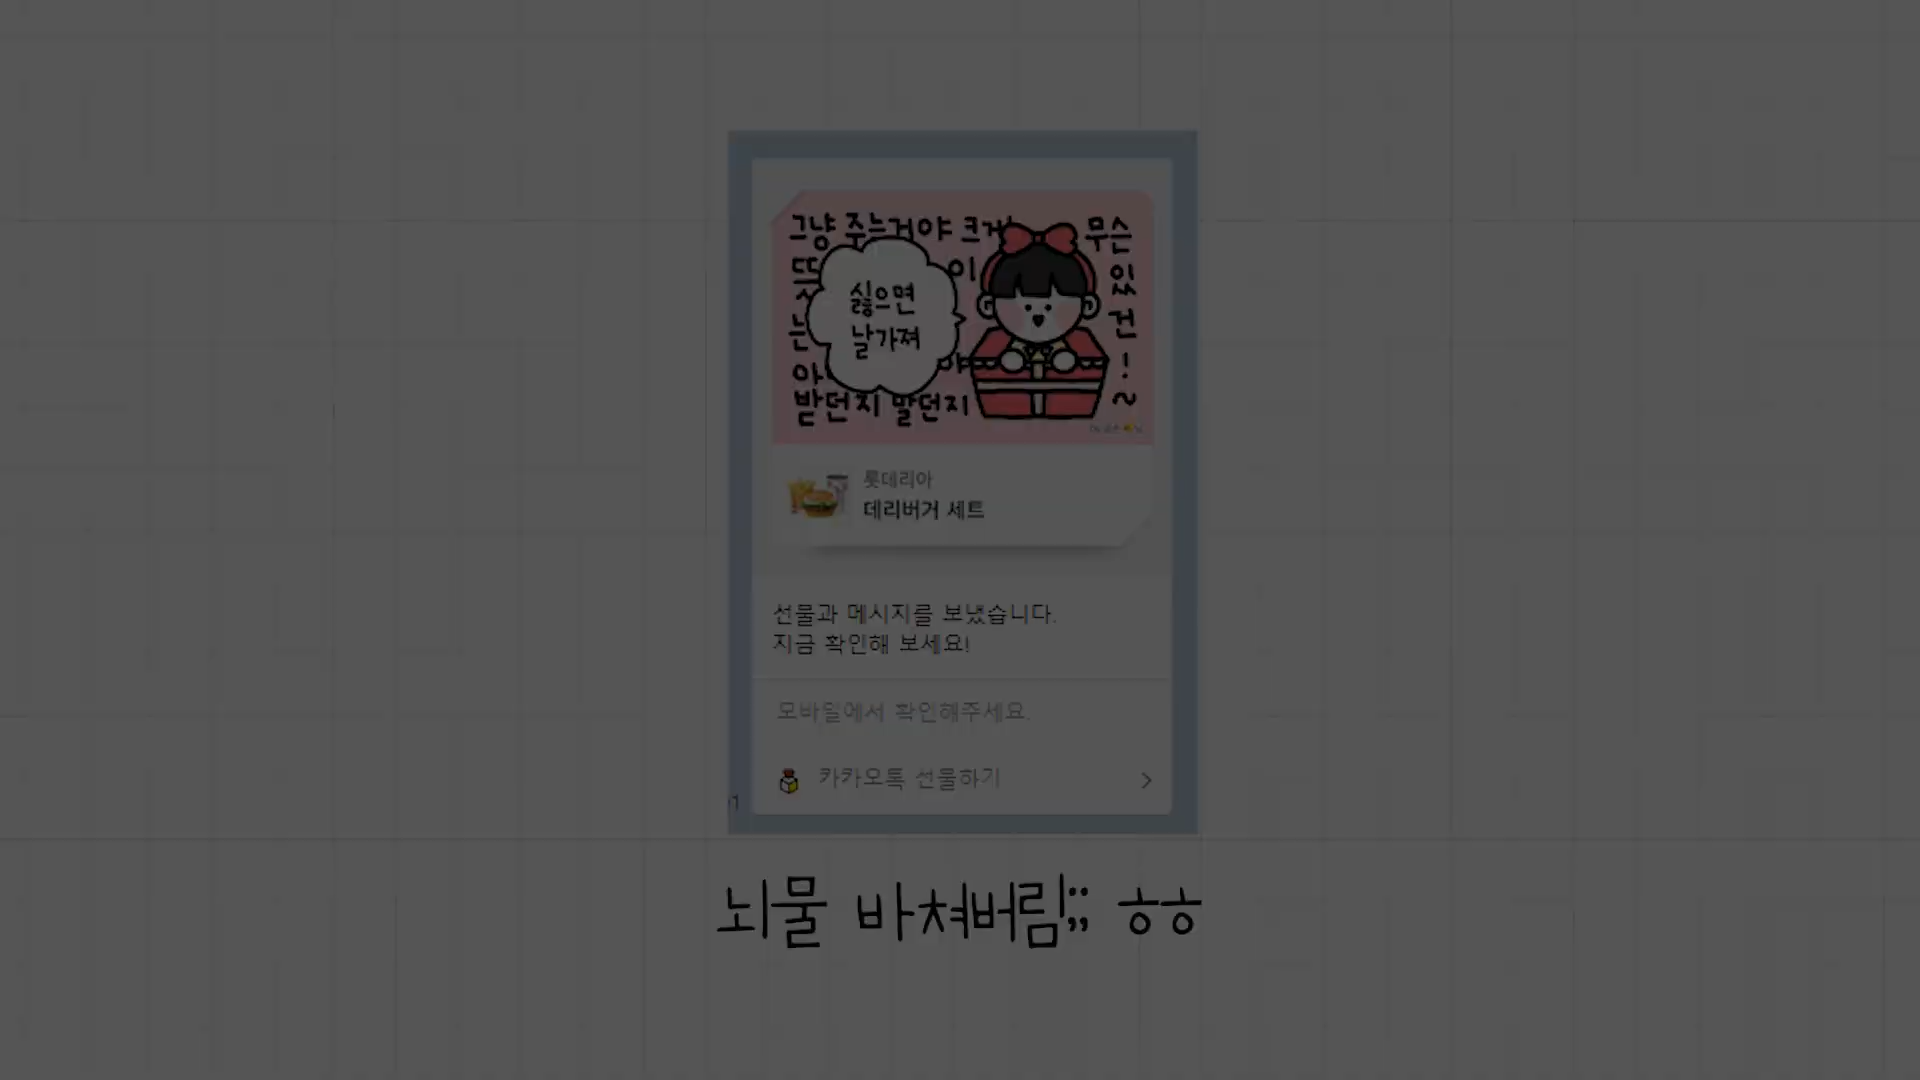 그냥 주는거야 크게 무슨
뜻 이 있
는 건
아 야 !
받던지 말던지 ~
싫으면
날가져
롯데리아
데리버거 세트
선물과 메시지를 보냈습니다.
지금 확인해 보세요!
모바일에서 확인해주세요.
카카오톡 선물하기
뇌물 바쳐버림;; ㅎㅎ